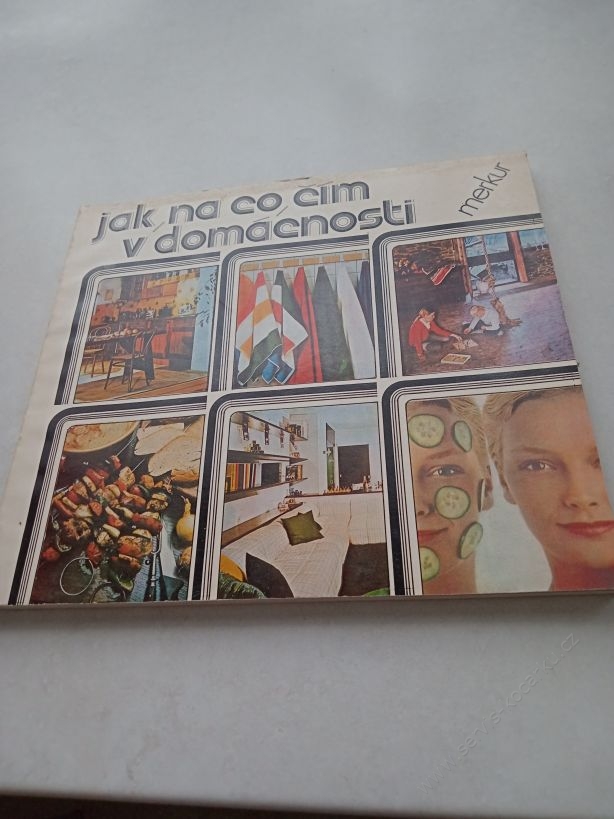 jak, na co čím
v domácnosti
merkur